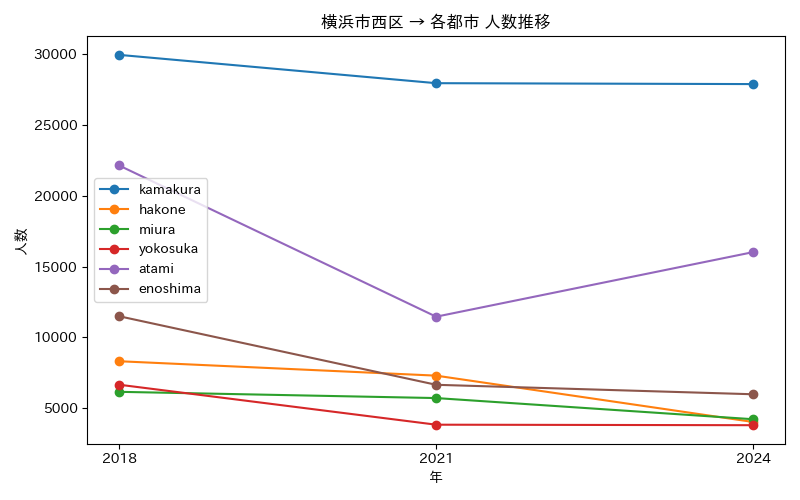 横浜市西区 → 各都市 人数推移
30000
25000
20000
15000
10000
5000
人数
kamakura
hakone
miura
yokosuka
atami
enoshima
2018 2021 2024
年